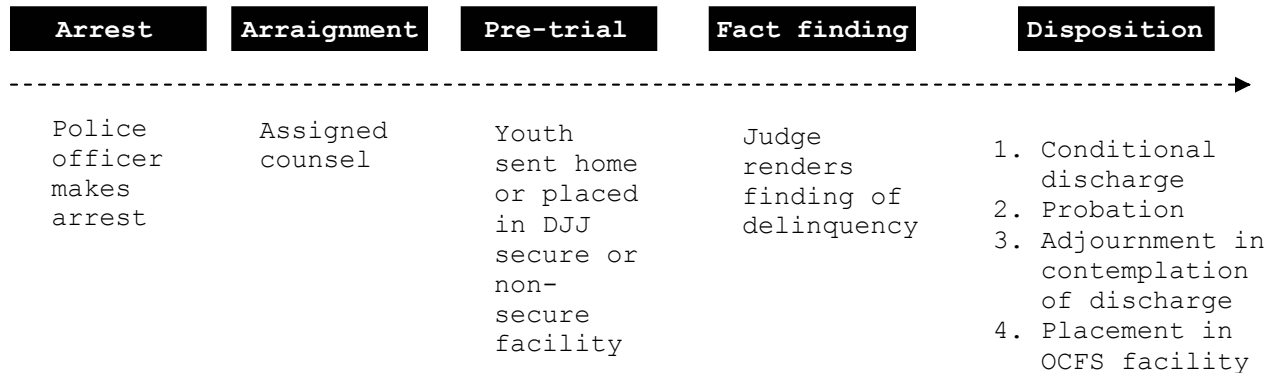 Arrest
Arraignment
Pre-trial
Fact finding
Disposition
Police
officer
makes
arrest
Assigned
counsel
Youth
sent home
or placed
in DJJ
secure or
non-
secure
facility
Judge
renders
finding of
delinquency
1. Conditional
discharge
2. Probation
3. Adjournment in
contemplation
of discharge
4. Placement in
OCFS facility